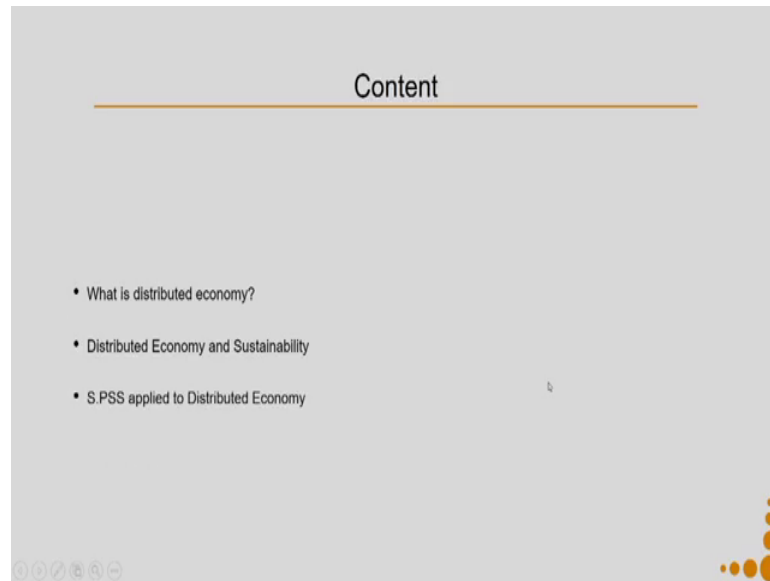 Content
• What is distributed economy?
• Distributed Economy and Sustainability
• S.PSS applied to Distributed Economy